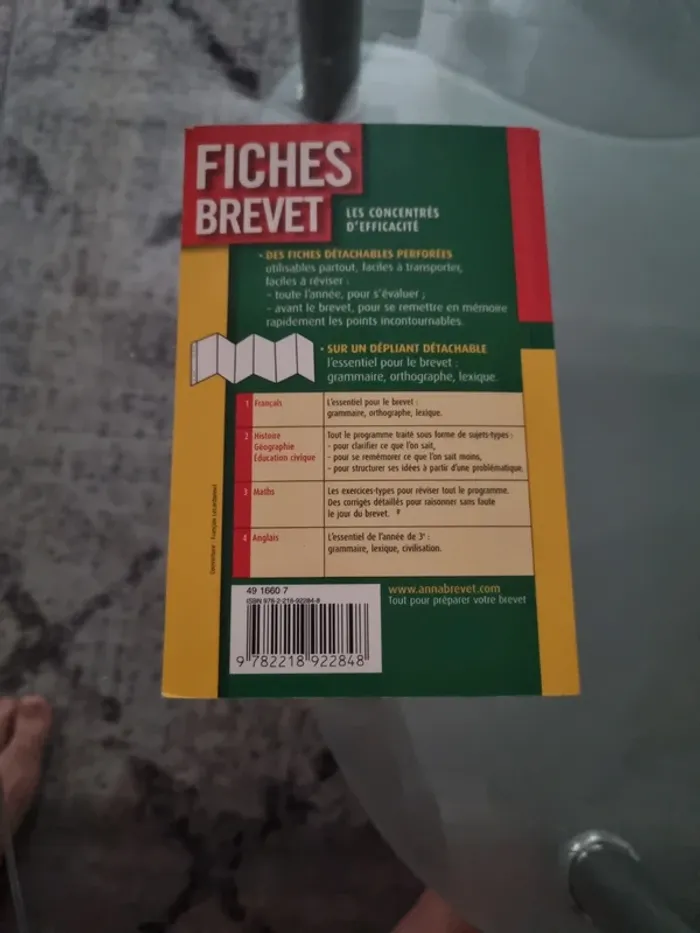 FICHES
BREVET
LES CONCENTRÉS
D'EFFICACITÉ
• DES FICHES DÉTACHABLES PERFORÉES
utilisables partout, faciles à transporter,
faciles à réviser :
– toute l'année, pour s'évaluer ;
– avant le brevet, pour se remettre en mémoire
rapidement les points incontournables.
• SUR UN DÉPLIANT DÉTACHABLE
l'essentiel pour le brevet :
grammaire, orthographe, lexique.
1 Français
L'essentiel pour le brevet :
grammaire, orthographe, lexique.
2 Histoire
Géographie
Éducation civique
Tout le programme traité sous forme de sujets-types :
- pour clarifier ce que l'on sait,
- pour se remémorer ce que l'on sait moins,
- pour structurer ses idées à partir d'une problématique.
3 Maths
Les exercices-types pour réviser tout le programme.
Des corrigés détaillés pour raisonner sans faute
le jour du brevet.
4 Anglais
L'essentiel de l'année de 3e :
grammaire, lexique, civilisation.
49 1660 7
ISBN 978-2-218-92284-8
9 782218 922848
www.annabrevet.com
Tout pour préparer votre brevet